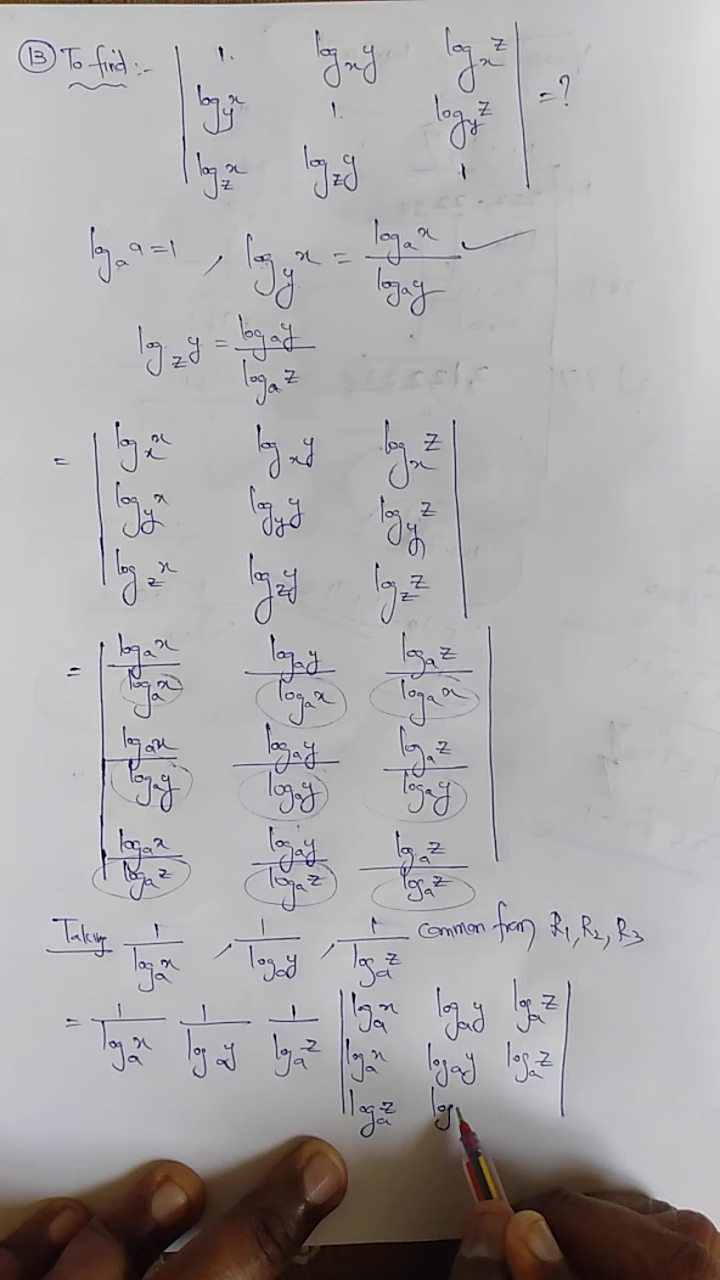 (13) To find:- | 1. log_x y log_x z |
| log_y x 1. log_y z | = ?
| log_z x log_z y 1 |
log_a a = 1 , log_y x = log_a x / log_a y ✓
log_z y = log_a y / log_a z
= | log_x x log_x y log_x z |
| log_y x log_y y log_y z |
| log_z x log_z y log_z z |
= | log_a x / log_a x log_a y / log_a x log_a z / log_a x |
| log_a x / log_a y log_a y / log_a y log_a z / log_a y |
| log_a x / log_a z log_a y / log_a z log_a z / log_a z |
Taking 1 / log_a x , 1 / log_a y , 1 / log_a z common from R₁, R₂, R₃
= 1 / log_a x 1 / log_a y 1 / log_a z | log_a x log_a y log_a z |
| log_a x log_a y log_a z |
| log_a z log